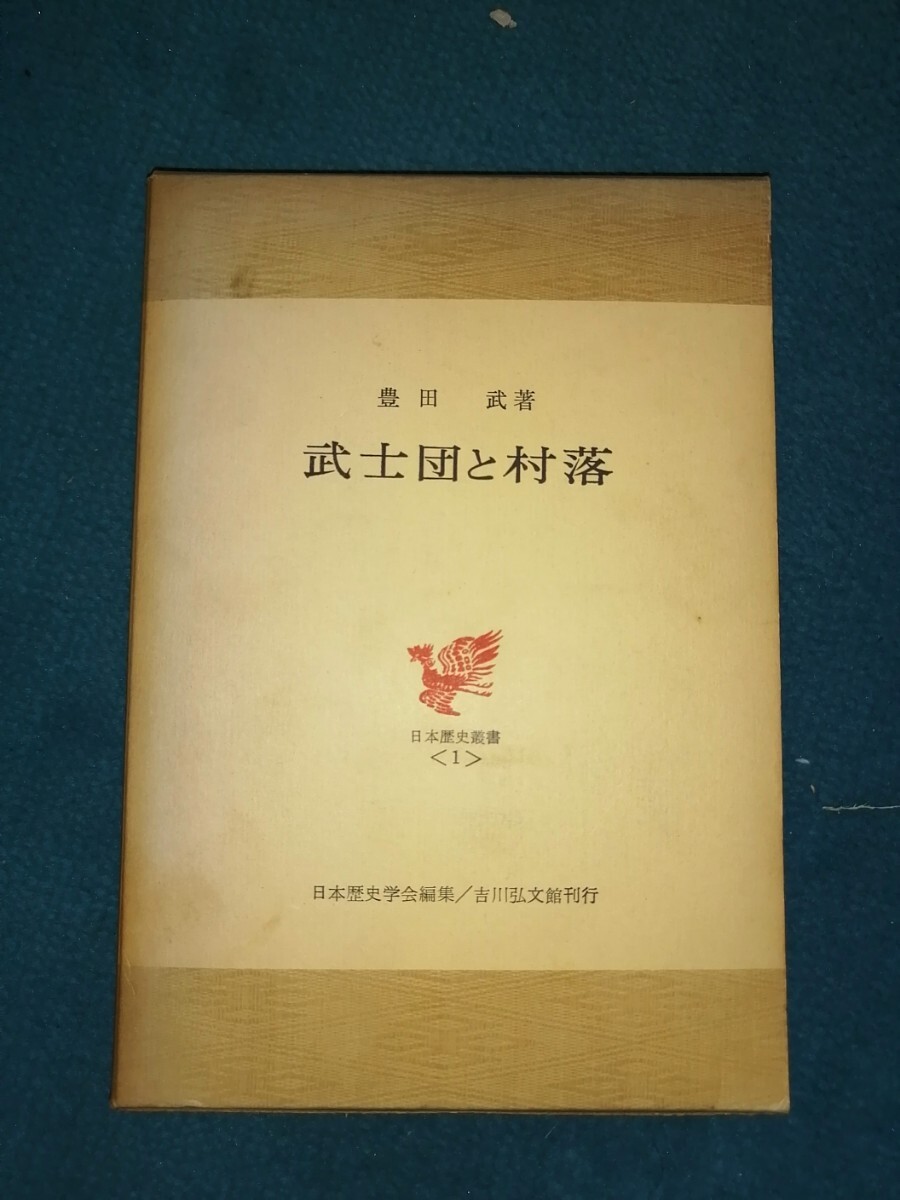 豊田 武著
武士団と村落
日本歴史叢書
<1>
日本歴史学会編集/吉川弘文館刊行